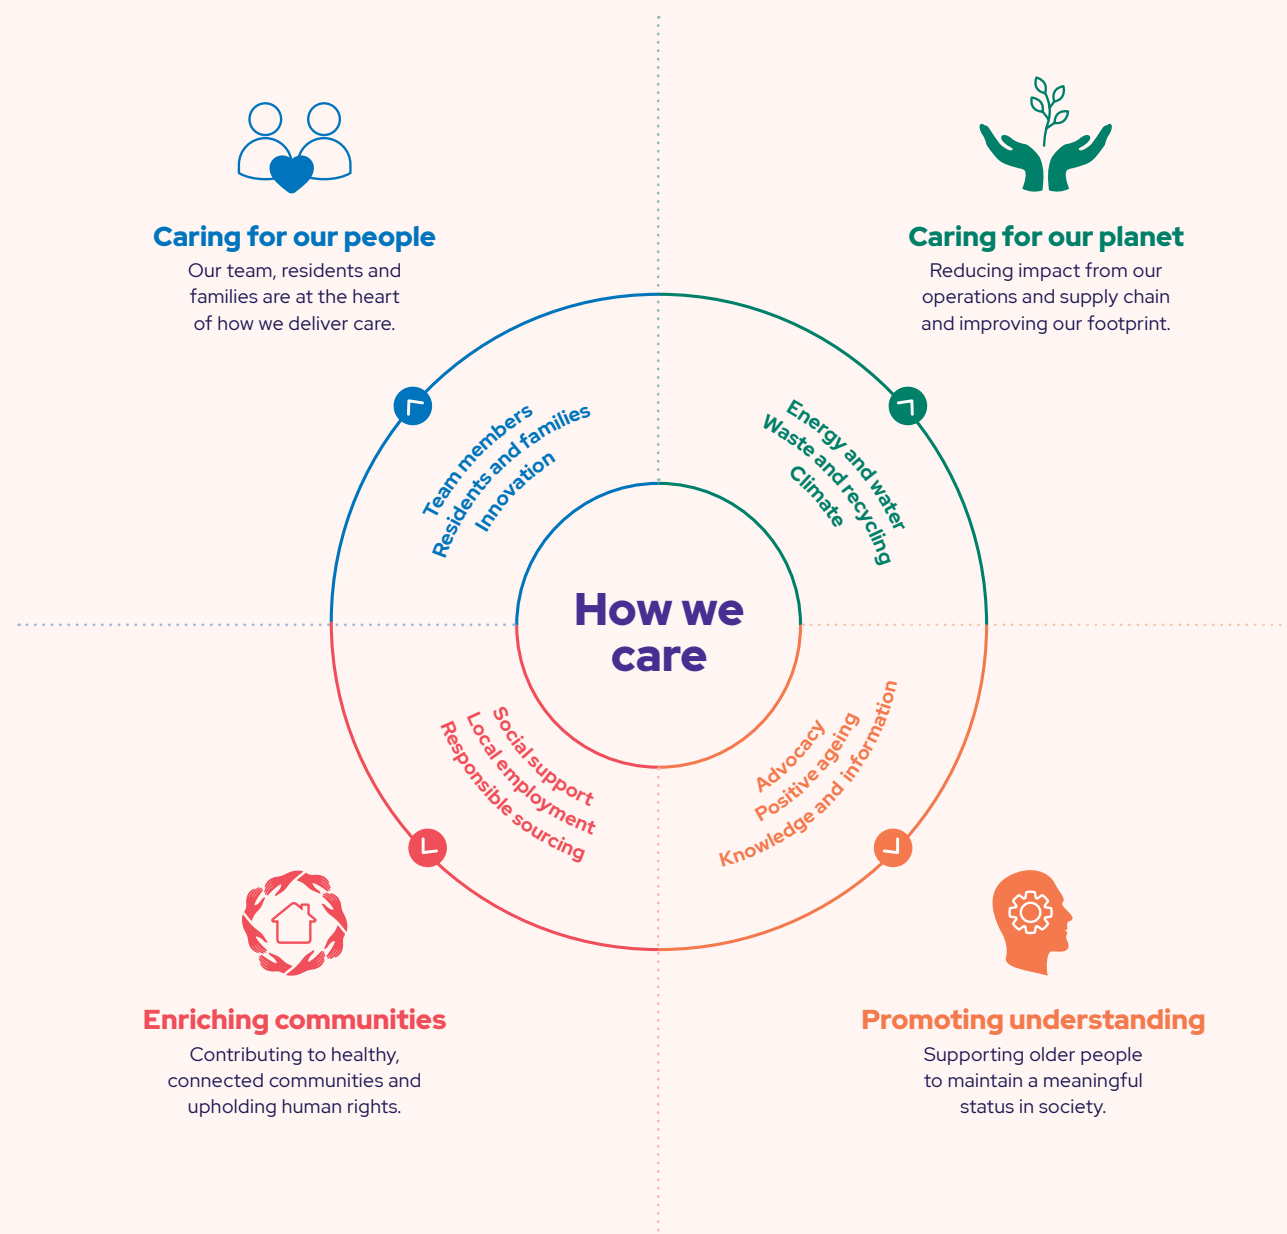 Caring for our people
Our team, residents and
families are at the heart
of how we deliver care.
Caring for our planet
Reducing impact from our
operations and supply chain
and improving our footprint.
Team members
Residents and families
Innovation
Energy and water
Waste and recycling
Climate
How we
care
Social support
Local employment
Responsible sourcing
Advocacy
Positive ageing
Knowledge and information
Enriching communities
Contributing to healthy,
connected communities and
upholding human rights.
Promoting understanding
Supporting older people
to maintain a meaningful
status in society.